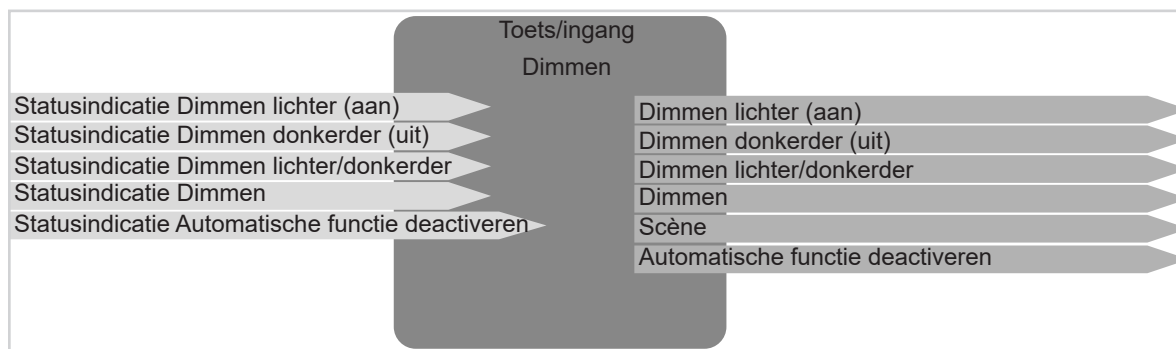 Toets/ingang
Dimmen
Statusindicatie Dimmen lichter (aan)
Statusindicatie Dimmen donkerder (uit)
Statusindicatie Dimmen lichter/donkerder
Statusindicatie Dimmen
Statusindicatie Automatische functie deactiveren
Dimmen lichter (aan)
Dimmen donkerder (uit)
Dimmen lichter/donkerder
Dimmen
Scène
Automatische functie deactiveren